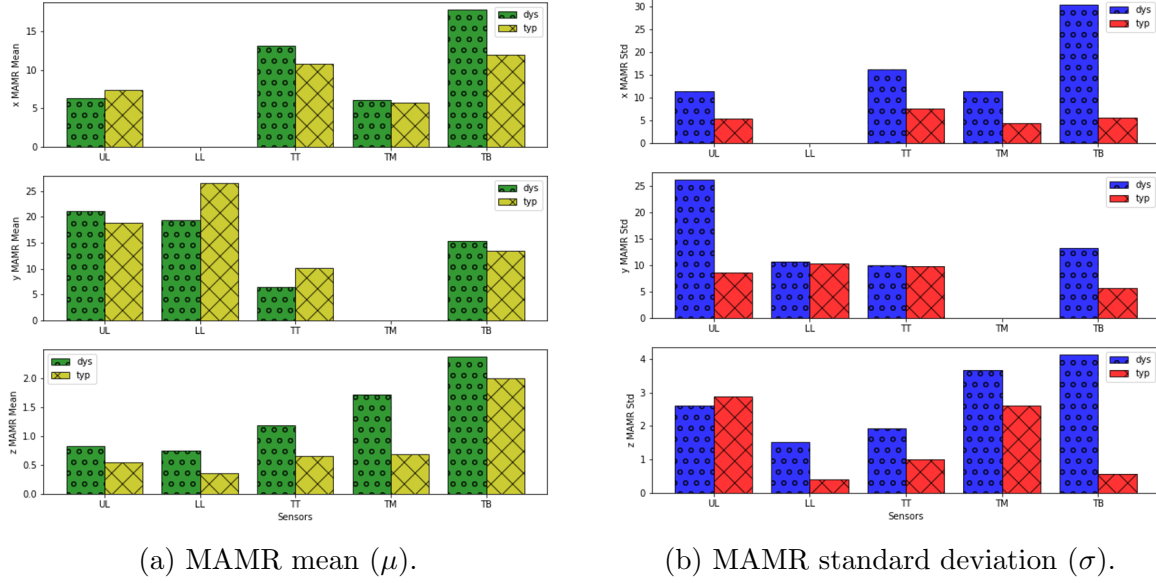 x MAMR Mean
15
10
5
0
dys
typ
UL LL TT TM TB
y MAMR Mean
25
20
15
10
5
0
dys
typ
UL LL TT TM TB
z MAMR Mean
2.0
1.5
1.0
0.5
0.0
dys
typ
UL LL TT TM TB
Sensors
(a) MAMR mean (μ).
x MAMR Std
30
25
20
15
10
5
0
dys
typ
UL LL TT TM TB
y MAMR Std
25
20
15
10
5
0
dys
typ
UL LL TT TM TB
z MAMR Std
4
3
2
1
0
dys
typ
UL LL TT TM TB
Sensors
(b) MAMR standard deviation (σ).